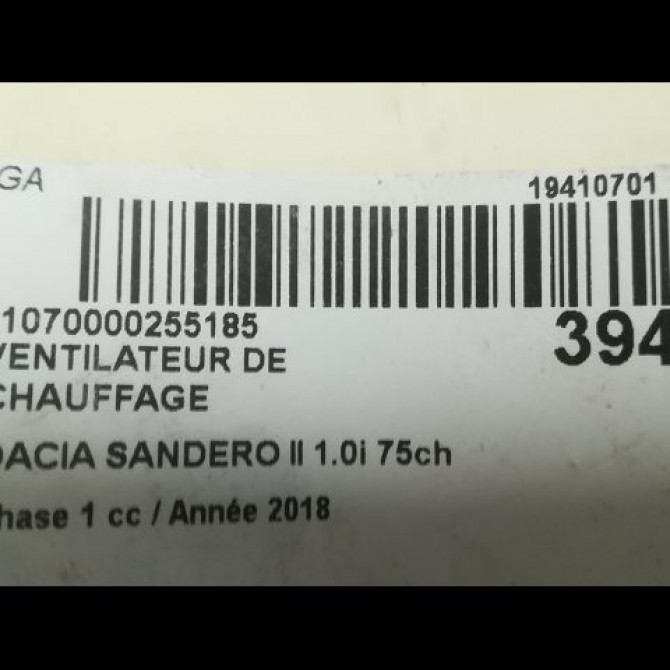 GA
19410701
1070000255185
394
VENTILATEUR DE
CHAUFFAGE
DACIA SANDERO II 1.0i 75ch
hase 1 cc / Année 2018